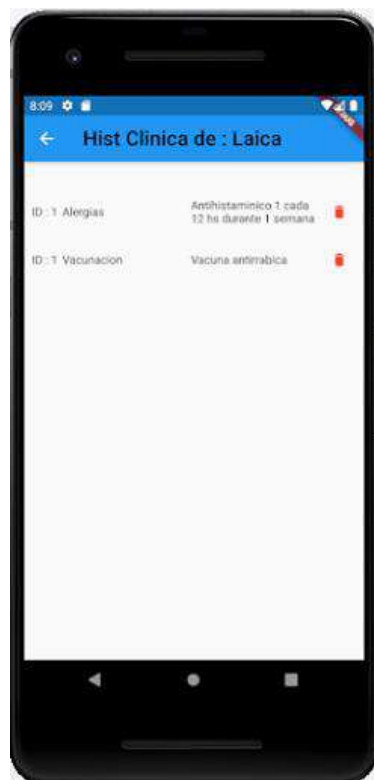 8:09
DEBUG
Hist Clinica de : Laica
ID : 1 Alergias
Antihistaminico 1 cada
12 hs durante 1 semana
ID : 1 Vacunacion
Vacuna antirrabica